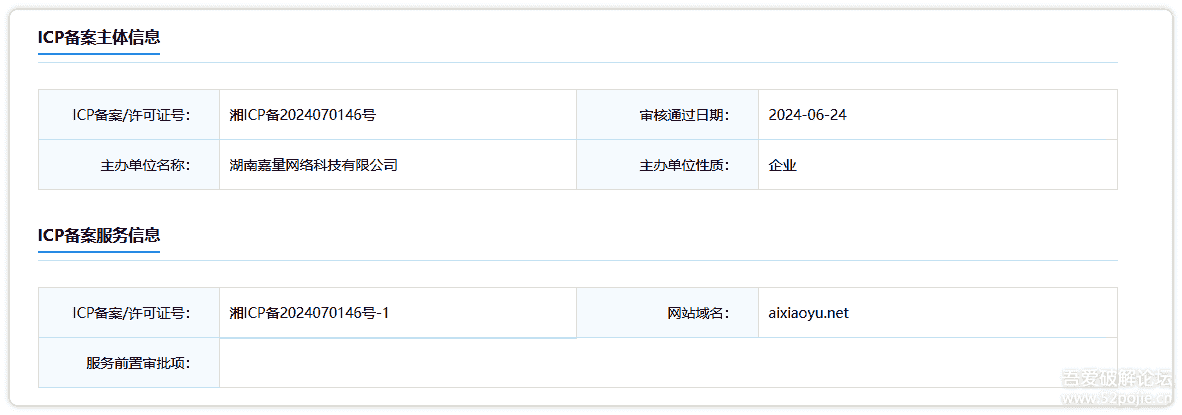 ICP备案主体信息
ICP备案/许可证号： 湘ICP备2024070146号 审核通过日期： 2024-06-24
主办单位名称： 湖南嘉量网络科技有限公司 主办单位性质： 企业
ICP备案服务信息
ICP备案/许可证号： 湘ICP备2024070146号-1 网站域名： aixiaoyu.net
服务前置审批项：
吾爱破解论坛
www.52pojie.cn